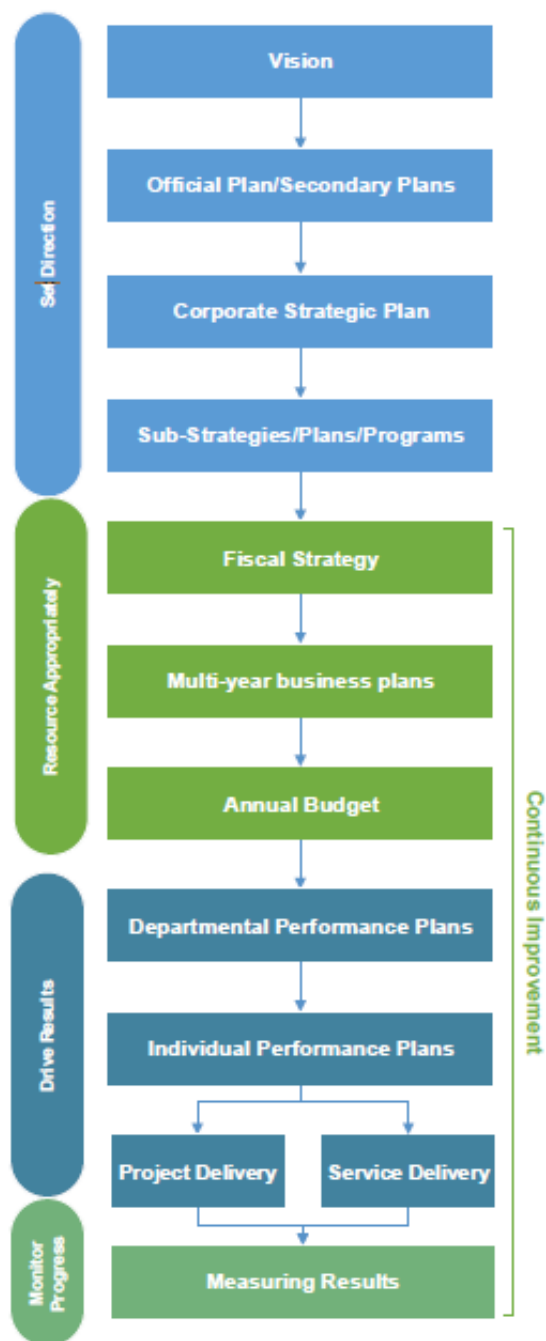 Set Direction
Vision
Official Plan/Secondary Plans
Corporate Strategic Plan
Sub-Strategies/Plans/Programs
Resource Appropriately
Fiscal Strategy
Multi-year business plans
Annual Budget
Continuous Improvement
Drive Results
Departmental Performance Plans
Individual Performance Plans
Project Delivery
Service Delivery
Monitor
Progress
Measuring Results